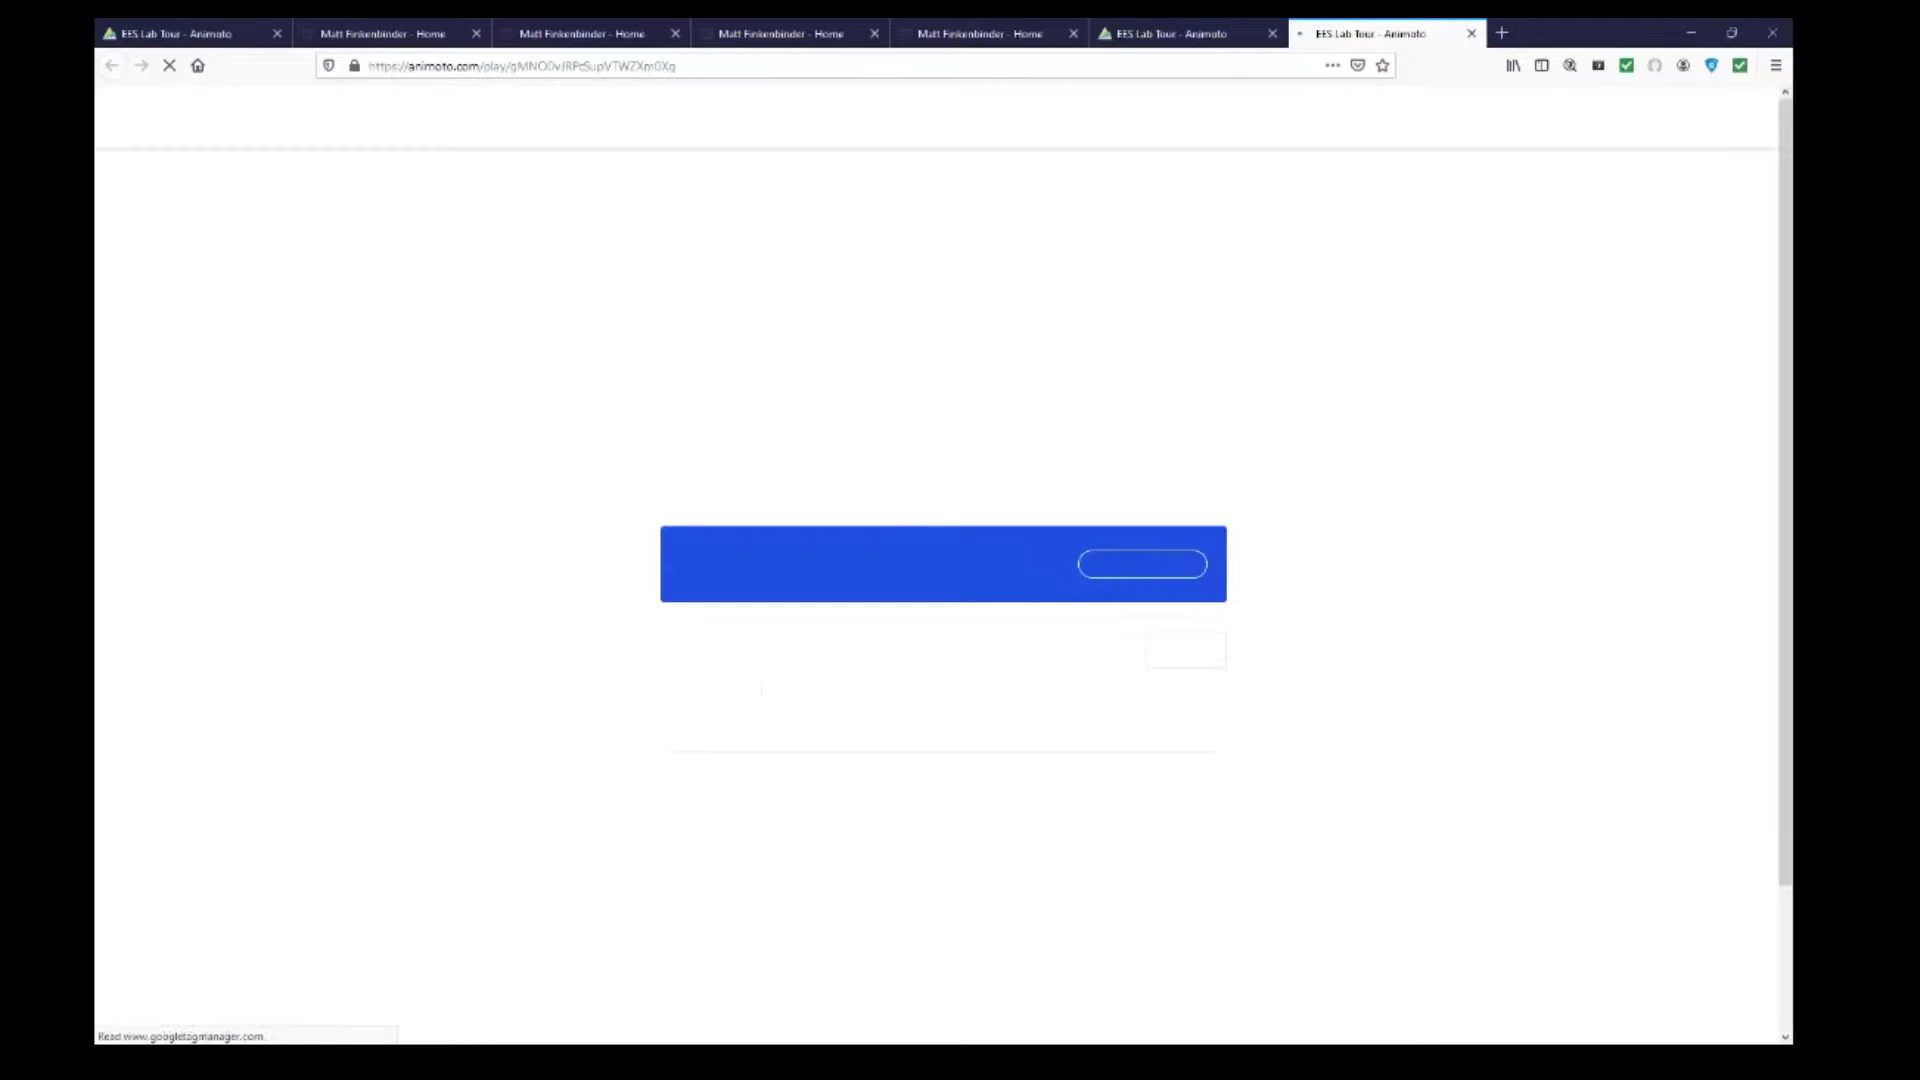 EES Lab Tour - Animoto
Matt Finkenbinder - Home
Matt Finkenbinder - Home
Matt Finkenbinder - Home
Matt Finkenbinder - Home
EES Lab Tour - Animoto
EES Lab Tour - Animoto
https://animoto.com/play/gMNO0vJRPcSupVTWZXm0Xg
Read www.googletagmanager.com